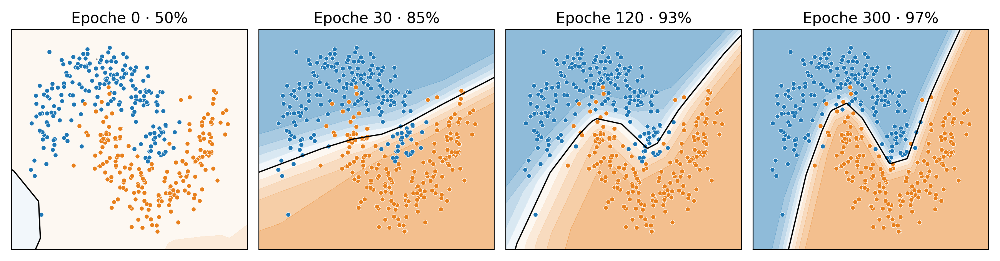 Epoche 0 · 50%
Epoche 30 · 85%
Epoche 120 · 93%
Epoche 300 · 97%